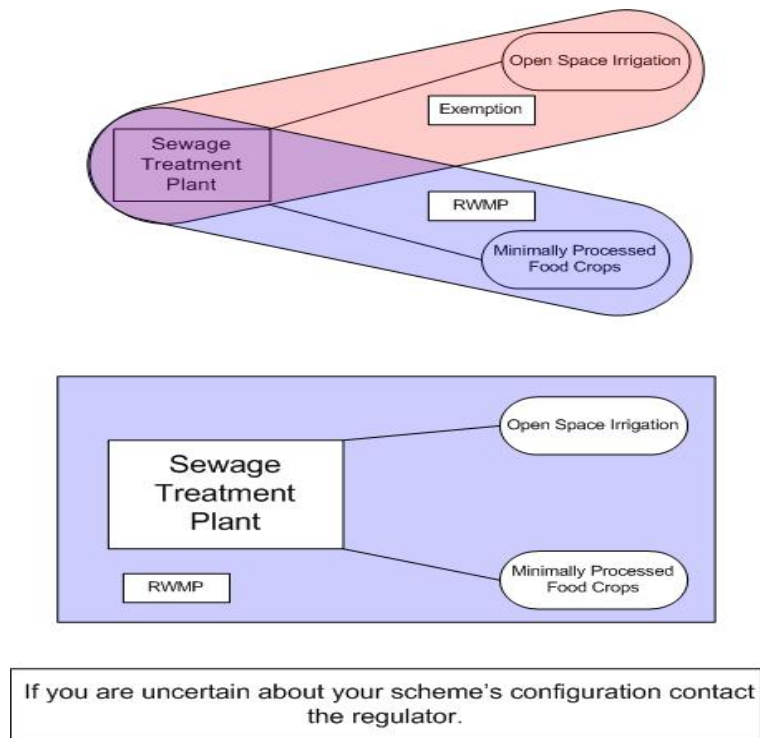 Open Space Irrigation
Exemption
Sewage
Treatment
Plant
RWMP
Minimally Processed
Food Crops
Open Space Irrigation
Sewage
Treatment
Plant
Minimally Processed
Food Crops
RWMP
If you are uncertain about your scheme's configuration contact
the regulator.